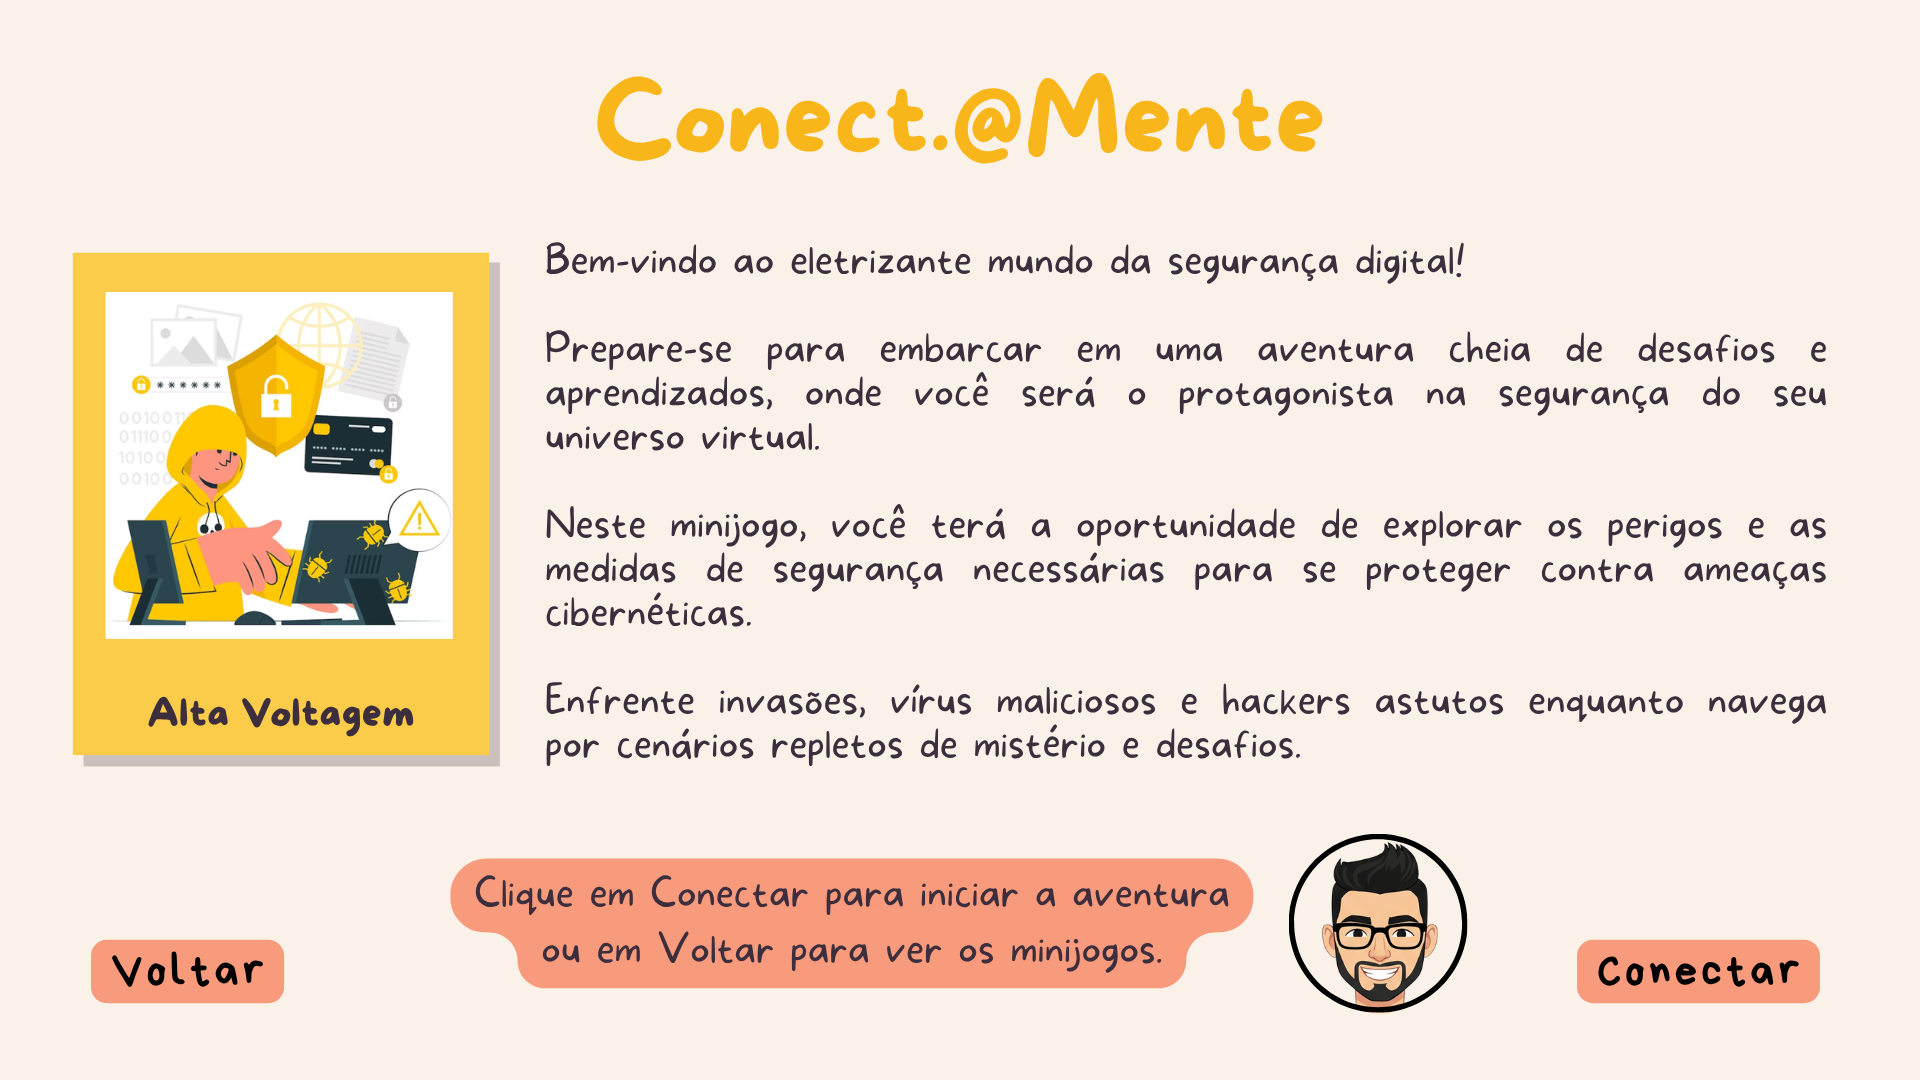 Conect.@Mente
Bem-vindo ao eletrizante mundo da segurança digital!
Prepare-se para embarcar em uma aventura cheia de desafios e
aprendizados, onde você será o protagonista na segurança do seu
universo virtual.
Neste minijogo, você terá a oportunidade de explorar os perigos e as
medidas de segurança necessárias para se proteger contra ameaças
cibernéticas.
Enfrente invasões, vírus maliciosos e hackers astutos enquanto navega
por cenários repletos de mistério e desafios.
0010011
011100
10100
00100
Alta Voltagem
Clique em Conectar para iniciar a aventura
ou em Voltar para ver os minijogos.
Voltar
Conectar